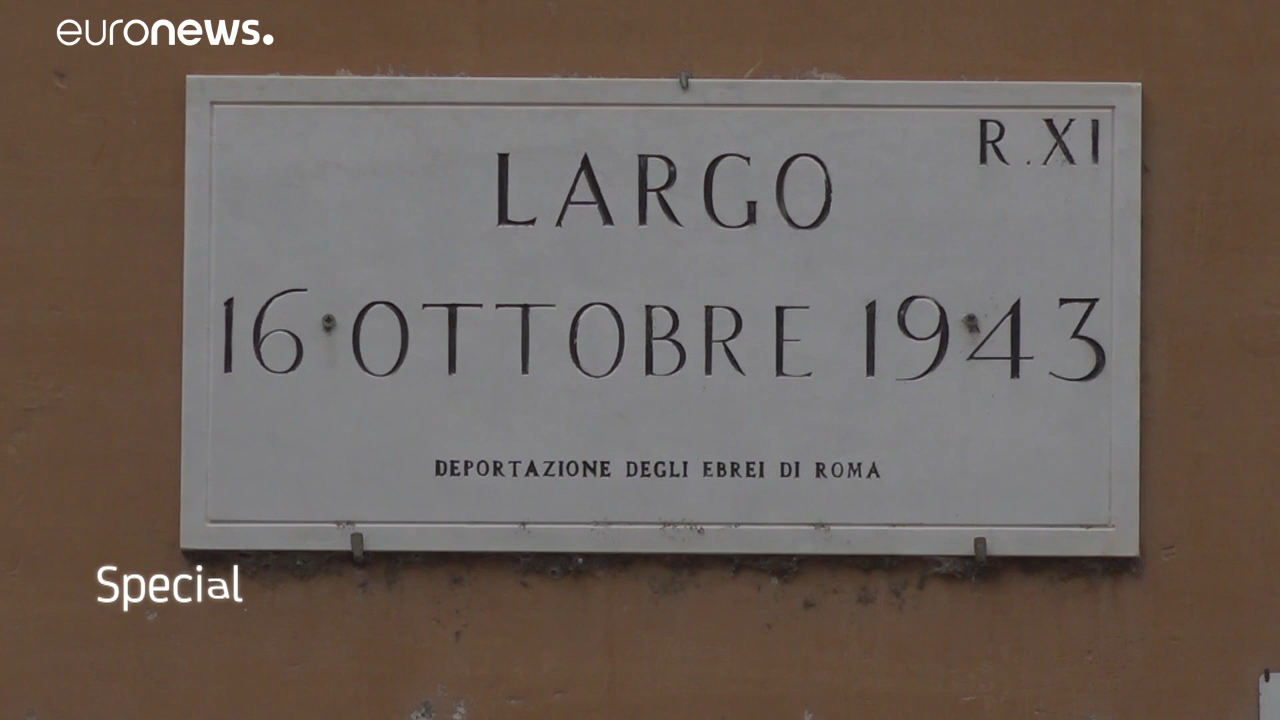 euronews.
R.XI
LARGO
16 OTTOBRE 1943
DEPORTAZIONE DEGLI EBREI DI ROMA
Special